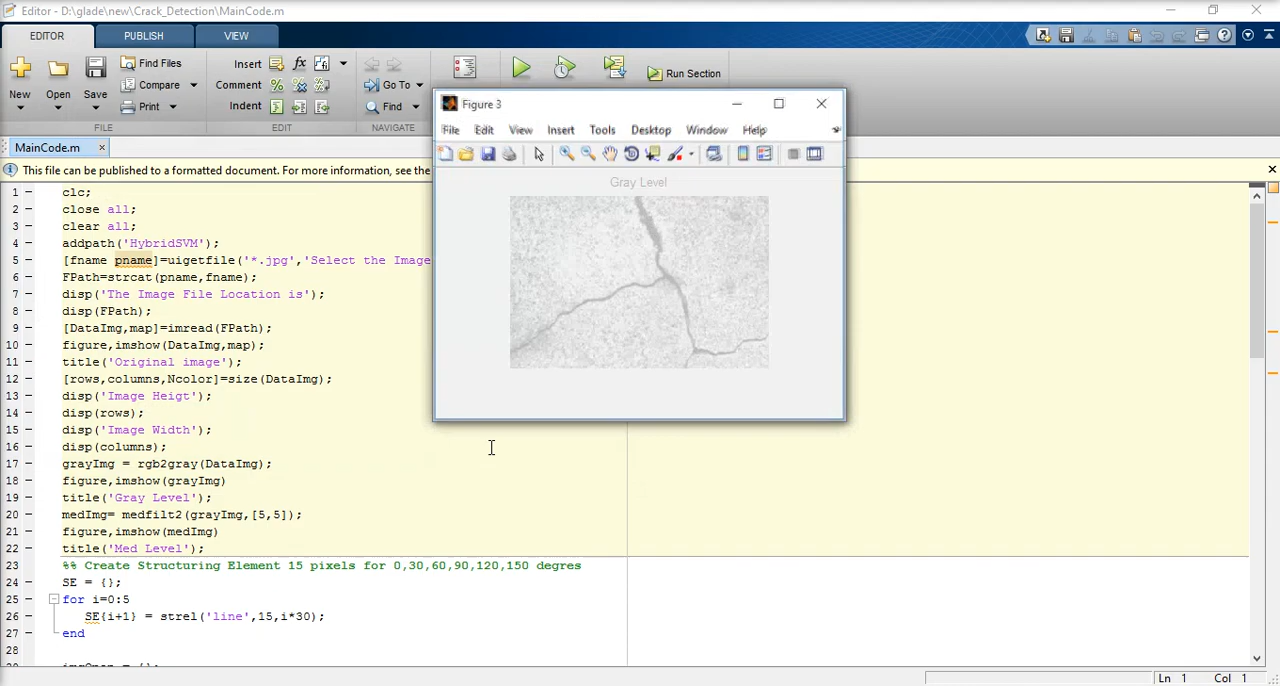 Editor - D:\glade\new\Crack_Detection\MainCode.m
EDITOR PUBLISH VIEW
New Open Save
Find Files
Compare
Print
FILE
Insert fx
Comment
Indent
EDIT
Go To
Find
NAVIGATE
Run Section
MainCode.m
This file can be published to a formatted document. For more information, see the
1 clc;
2 close all;
3 clear all;
4 addpath('HybridSVM');
5 [fname pname]=uigetfile('*.jpg','Select the Image
6 FPath=strcat(pname,fname);
7 disp('The Image File Location is');
8 disp(FPath);
9 [DataImg,map]=imread(FPath);
10 figure,imshow(DataImg,map);
11 title('Original image');
12 [rows,columns,Ncolor]=size(DataImg);
13 disp('Image Heigt');
14 disp(rows);
15 disp('Image Width');
16 disp(columns);
17 grayImg = rgb2gray(DataImg);
18 figure,imshow(grayImg)
19 title('Gray Level');
20 medImg= medfilt2(grayImg,[5,5]);
21 figure,imshow(medImg)
22 title('Med Level');
23 %% Create Structuring Element 15 pixels for 0,30,60,90,120,150 degres
24 SE = {};
25 for i=0:5
26 SE{i+1} = strel('line',15,i*30);
27 end
28
Figure 3
File Edit View Insert Tools Desktop Window Help
Gray Level
Ln 1 Col 1